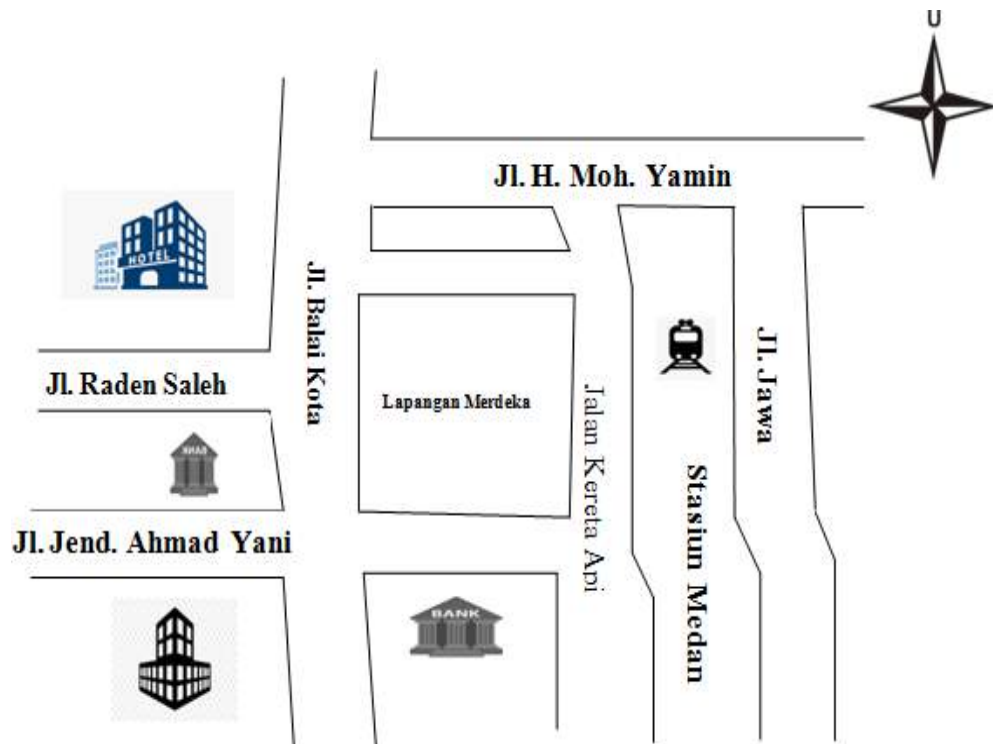 U
Jl. H. Moh. Yamin
HOTEL
Jl. Balai Kota
Jl. Raden Saleh
Lapangan Merdeka
Jalan Kereta Api
Jl. Jawa
BANK
Stasiun Medan
Jl. Jend. Ahmad Yani
BANK